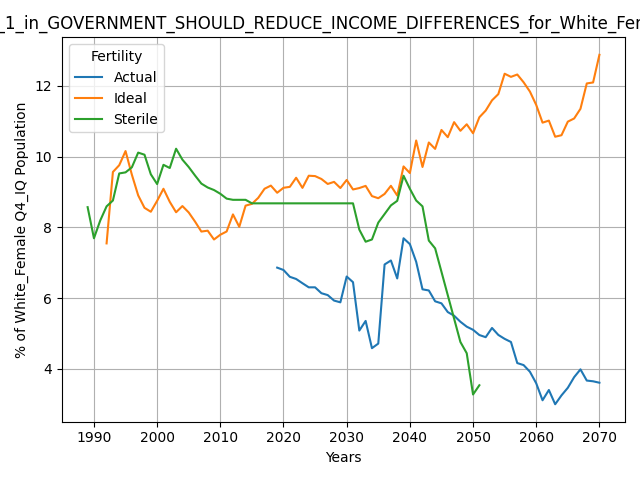 _1_in_GOVERNMENT_SHOULD_REDUCE_INCOME_DIFFERENCES_for_White_Fe
Fertility
Actual
Ideal
Sterile
% of White_Female Q4_IQ Population
12
10
8
6
4
1990 2000 2010 2020 2030 2040 2050 2060 2070
Years